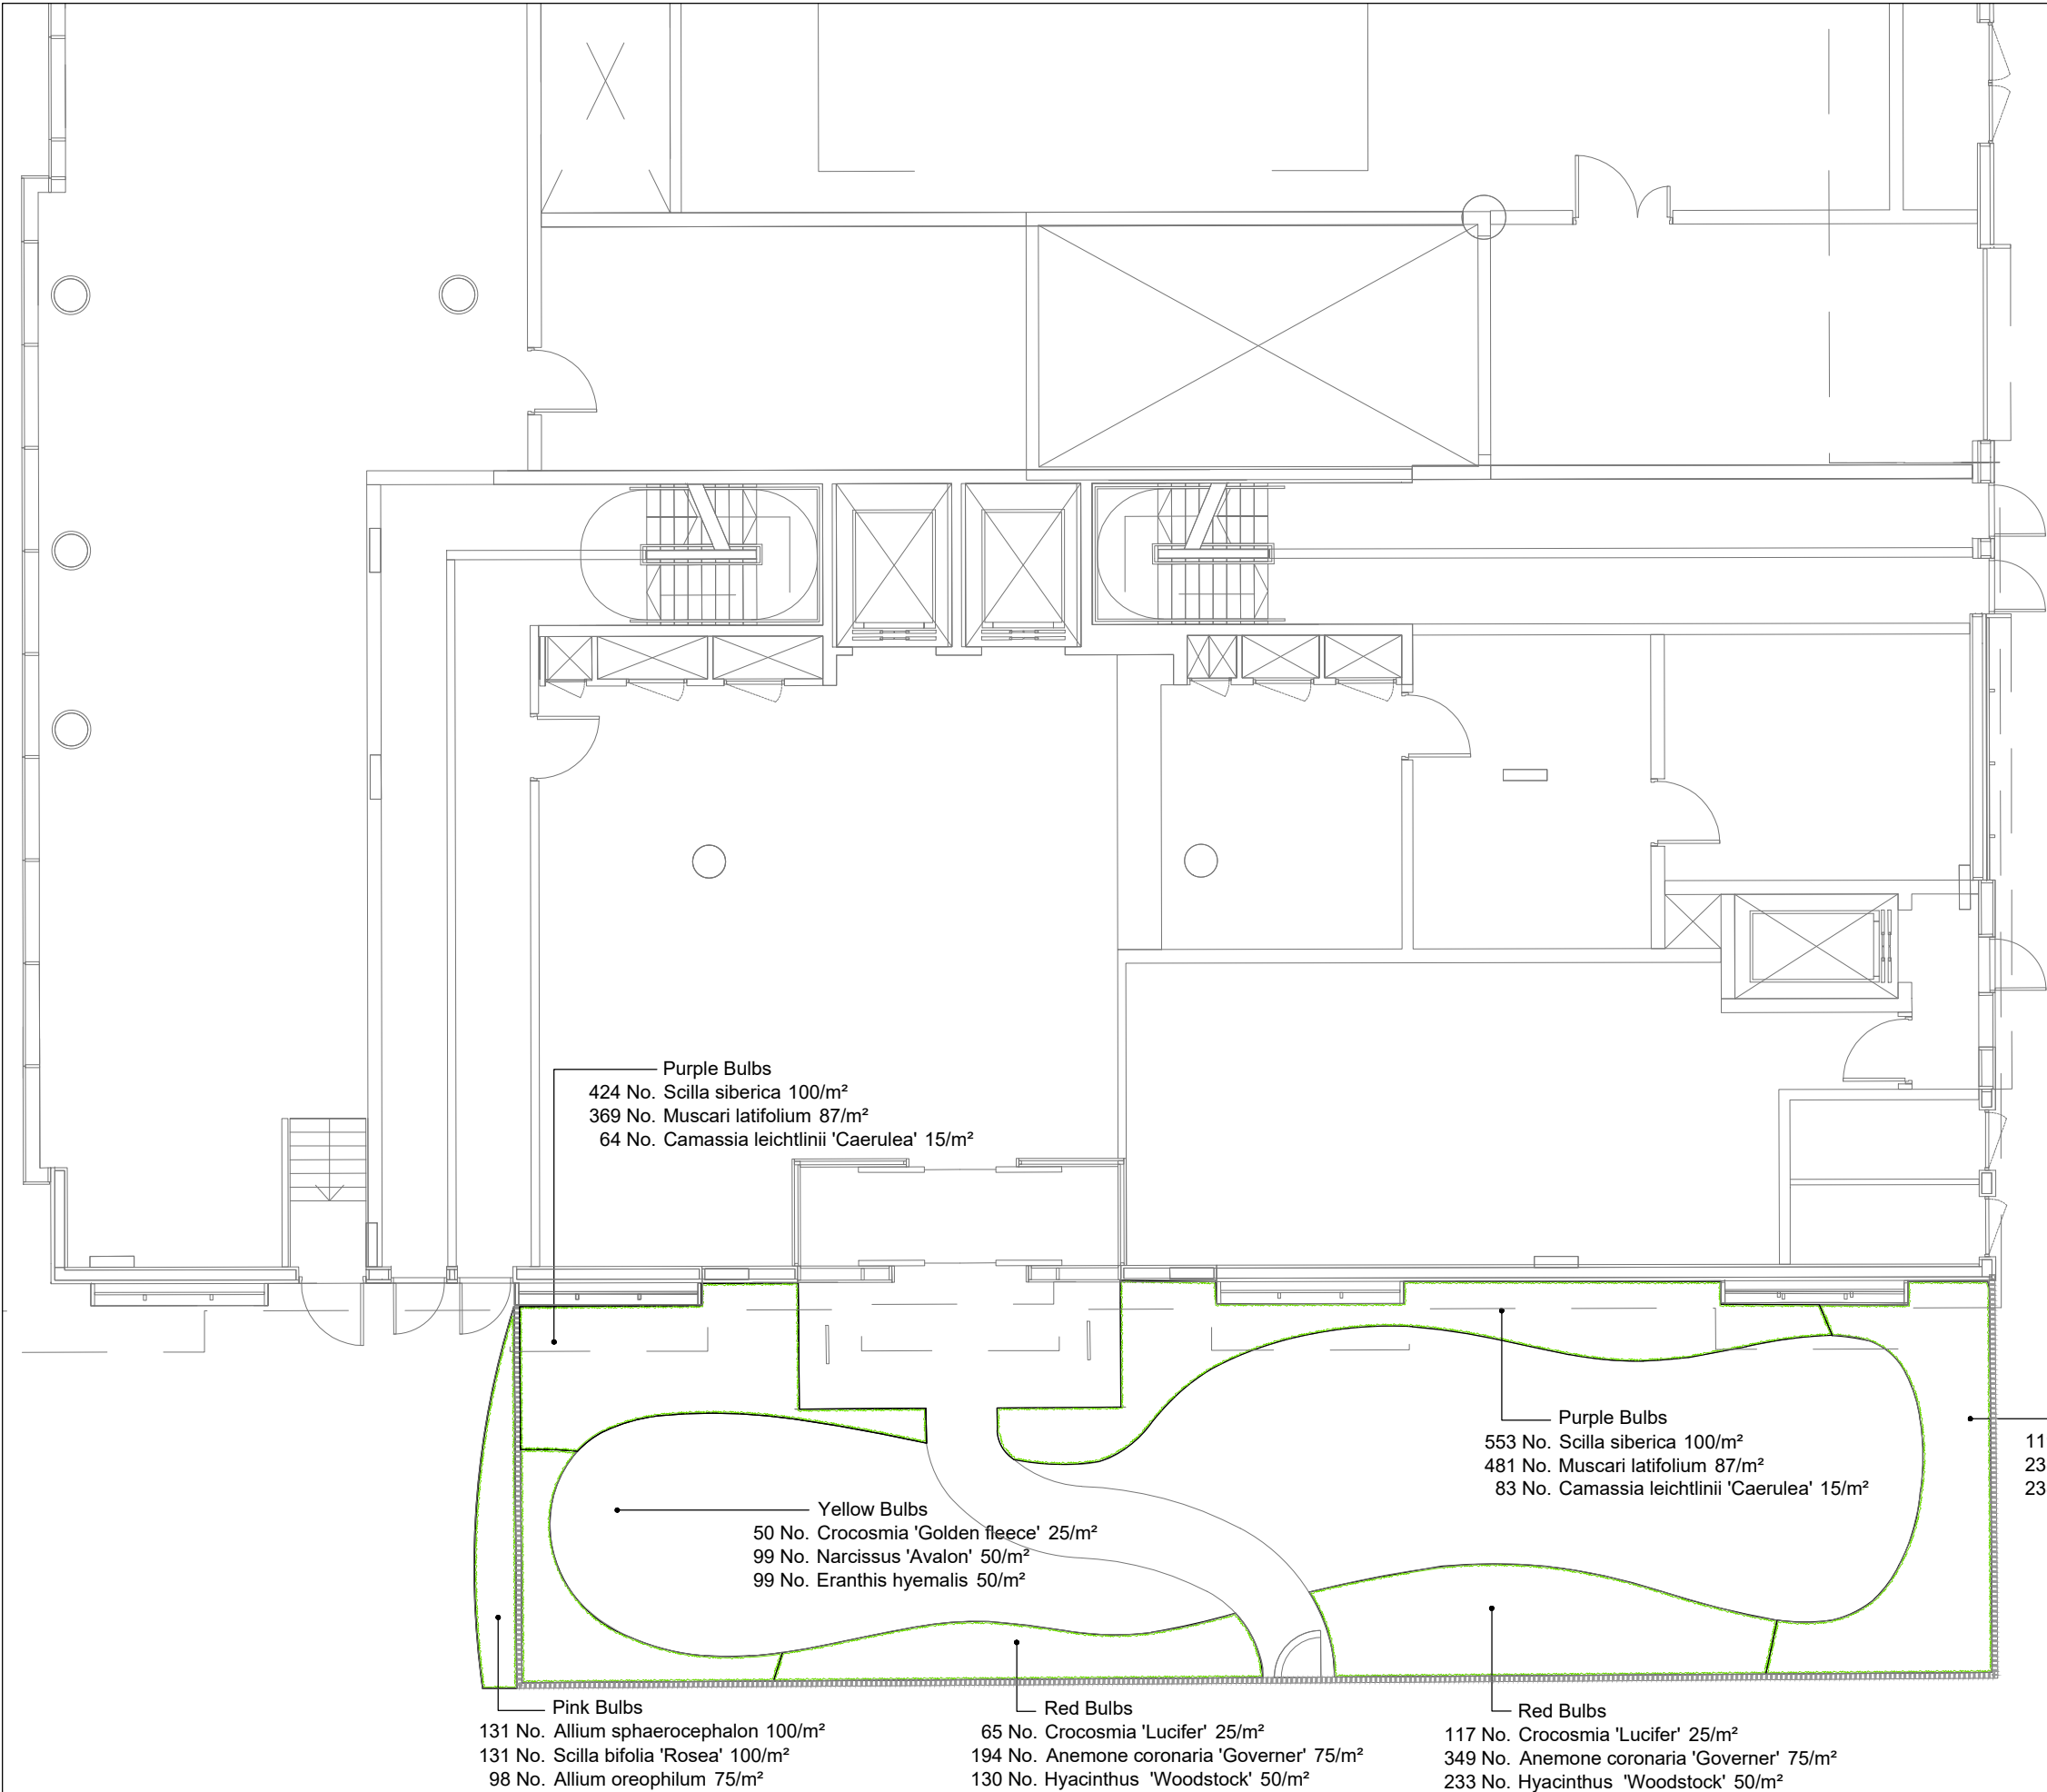 Purple Bulbs
424 No. Scilla siberica 100/m²
369 No. Muscari latifolium 87/m²
64 No. Camassia leichtlinii 'Caerulea' 15/m²
Purple Bulbs
553 No. Scilla siberica 100/m²
481 No. Muscari latifolium 87/m²
83 No. Camassia leichtlinii 'Caerulea' 15/m²
11
23
23
Yellow Bulbs
50 No. Crocosmia 'Golden fleece' 25/m²
99 No. Narcissus 'Avalon' 50/m²
99 No. Eranthis hyemalis 50/m²
Pink Bulbs
131 No. Allium sphaerocephalon 100/m²
131 No. Scilla bifolia 'Rosea' 100/m²
98 No. Allium oreophilum 75/m²
Red Bulbs
65 No. Crocosmia 'Lucifer' 25/m²
194 No. Anemone coronaria 'Governer' 75/m²
130 No. Hyacinthus 'Woodstock' 50/m²
Red Bulbs
117 No. Crocosmia 'Lucifer' 25/m²
349 No. Anemone coronaria 'Governer' 75/m²
233 No. Hyacinthus 'Woodstock' 50/m²